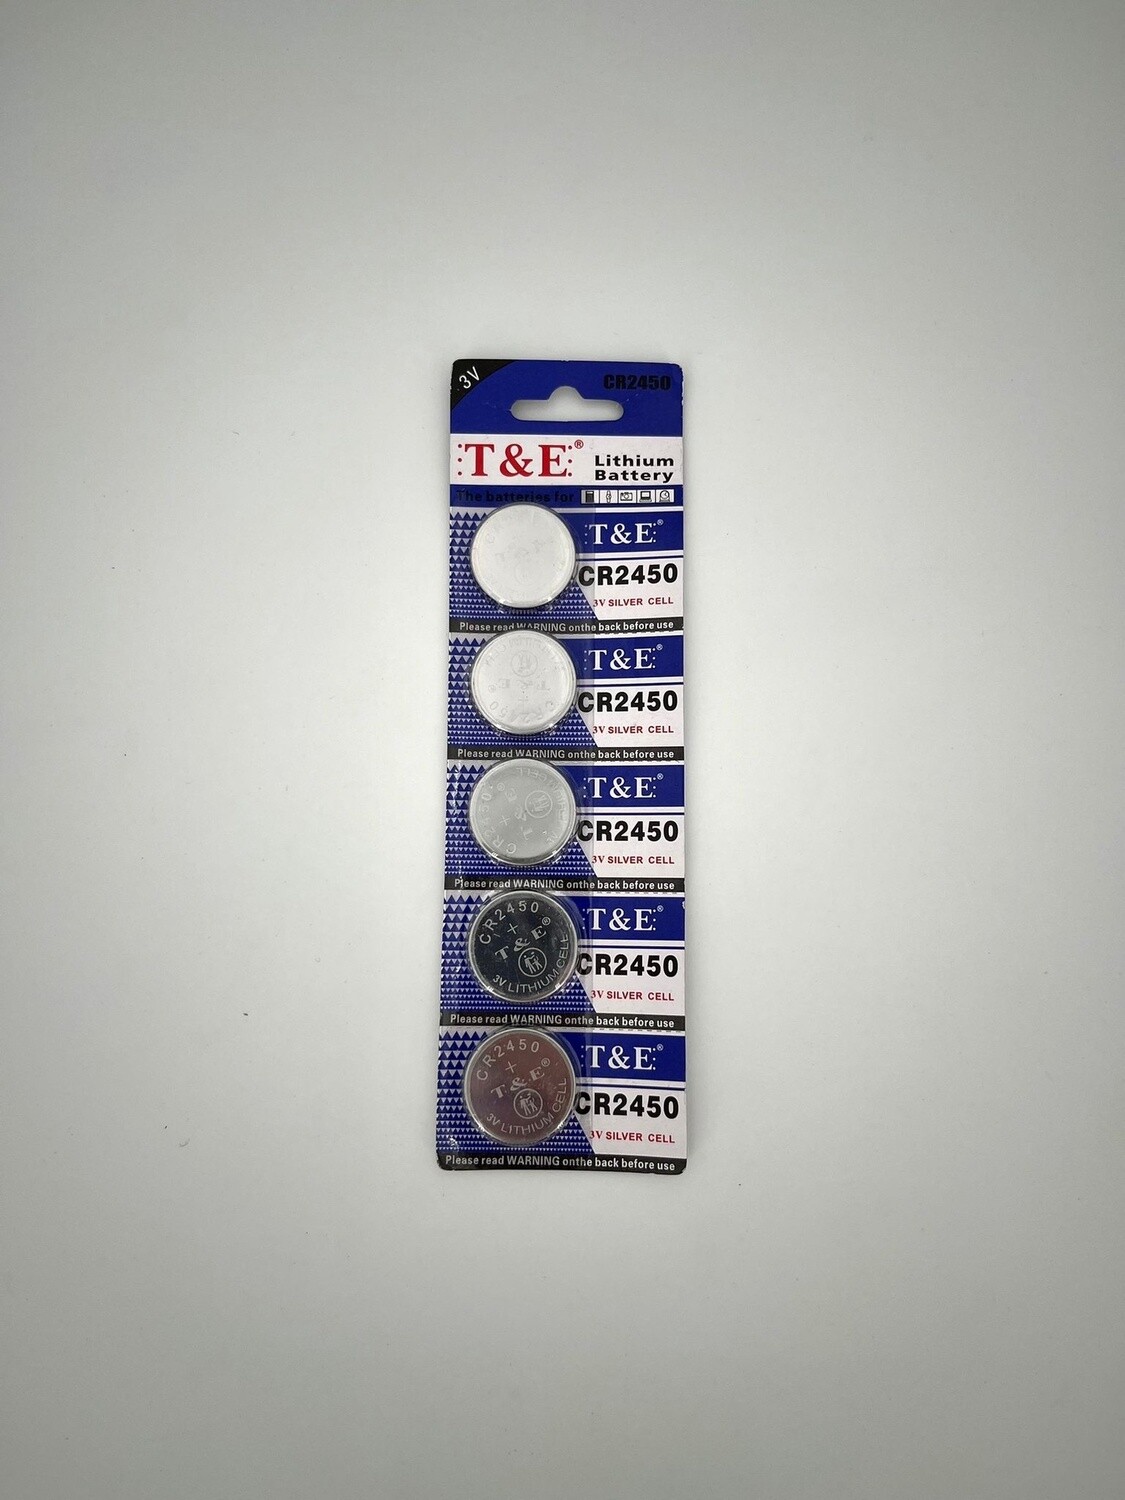 3V
CR2450
T&E®
Lithium
Battery
The batteries for
T&E®
CR2450
3V SILVER CELL
Please read WARNING onthe back before use
T&E®
CR2450
3V SILVER CELL
Please read WARNING onthe back before use
T&E®
CR2450
3V SILVER CELL
CR2450
T&E
Please read WARNING onthe back before use
T&E®
CR2450
3V SILVER CELL
CR2450
+
T&E®
3V LITHIUM CELL
Please read WARNING onthe back before use
T&E®
CR2450
3V SILVER CELL
CR2450
+
T&E®
3V LITHIUM CELL
Please read WARNING onthe back before use